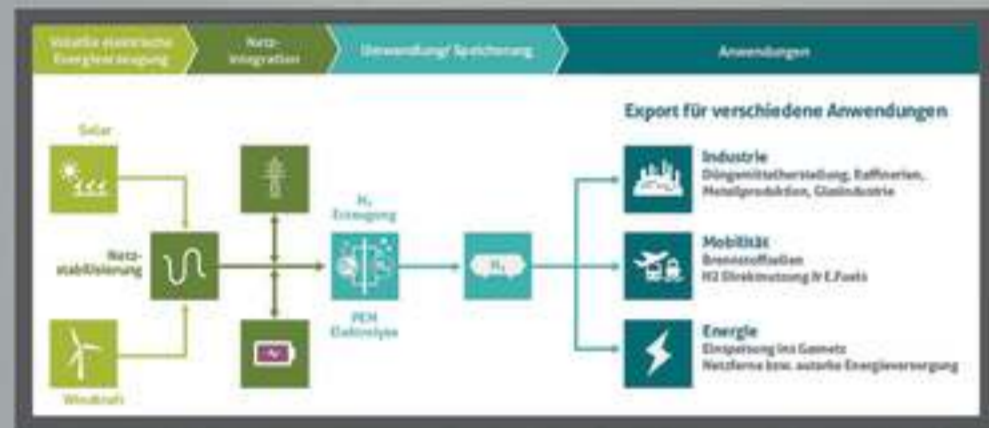 Volatile elektrische
Energieerzeugung
Netz-
integration
Umwandlung/ Speicherung
Anwendungen
Export für verschiedene Anwendungen
Solar
Netz-
stabilisierung
Windkraft
H₂
Erzeugung
PEM
Elektrolyse
H₂
Industrie
Düngemittelherstellung, Raffinerien,
Metallproduktion, Glasindustrie
Mobilität
Brennstoffzellen
H2 Direktnutzung & E.Fuels
Energie
Einspeisung ins Gasnetz
Netzferne bzw. autarke Energieversorgung